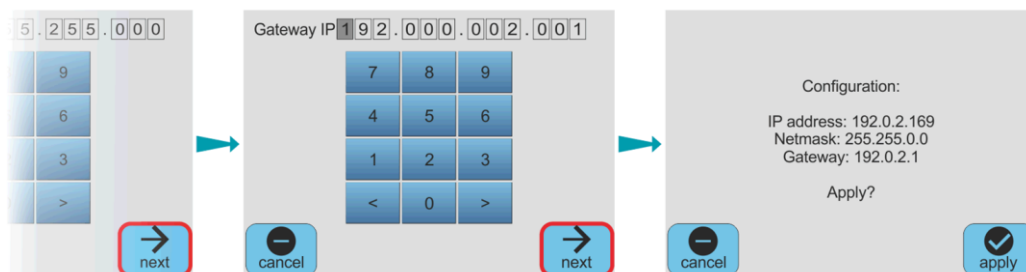 5.255.000
9
6
3
>
next
Gateway IP 192.000.002.001
7 8 9
4 5 6
1 2 3
< 0 >
cancel
next
Configuration:
IP address: 192.0.2.169
Netmask: 255.255.0.0
Gateway: 192.0.2.1
Apply?
cancel
apply